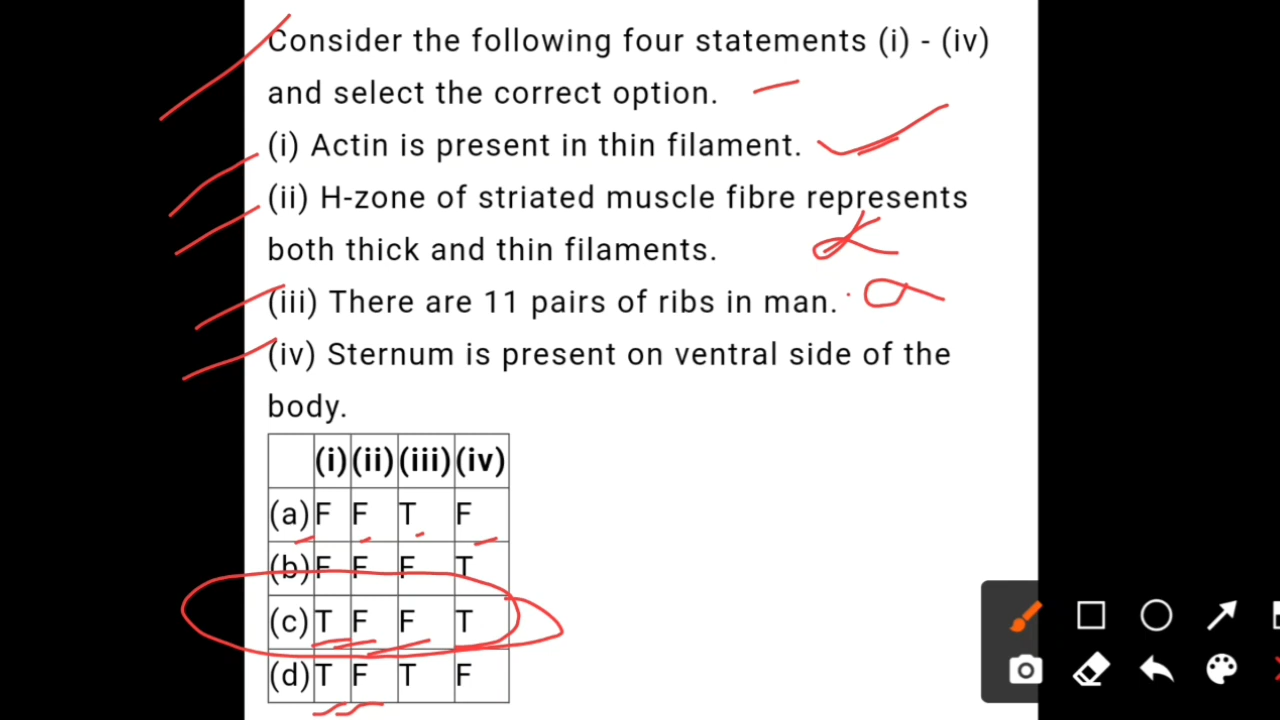 Consider the following four statements (i) - (iv)
and select the correct option.
(i) Actin is present in thin filament.
(ii) H-zone of striated muscle fibre represents
both thick and thin filaments.
(iii) There are 11 pairs of ribs in man.
(iv) Sternum is present on ventral side of the
body.
(i) (ii) (iii) (iv)
(a) F F T F
(b) F F F T
(c) T F F T
(d) T F T F